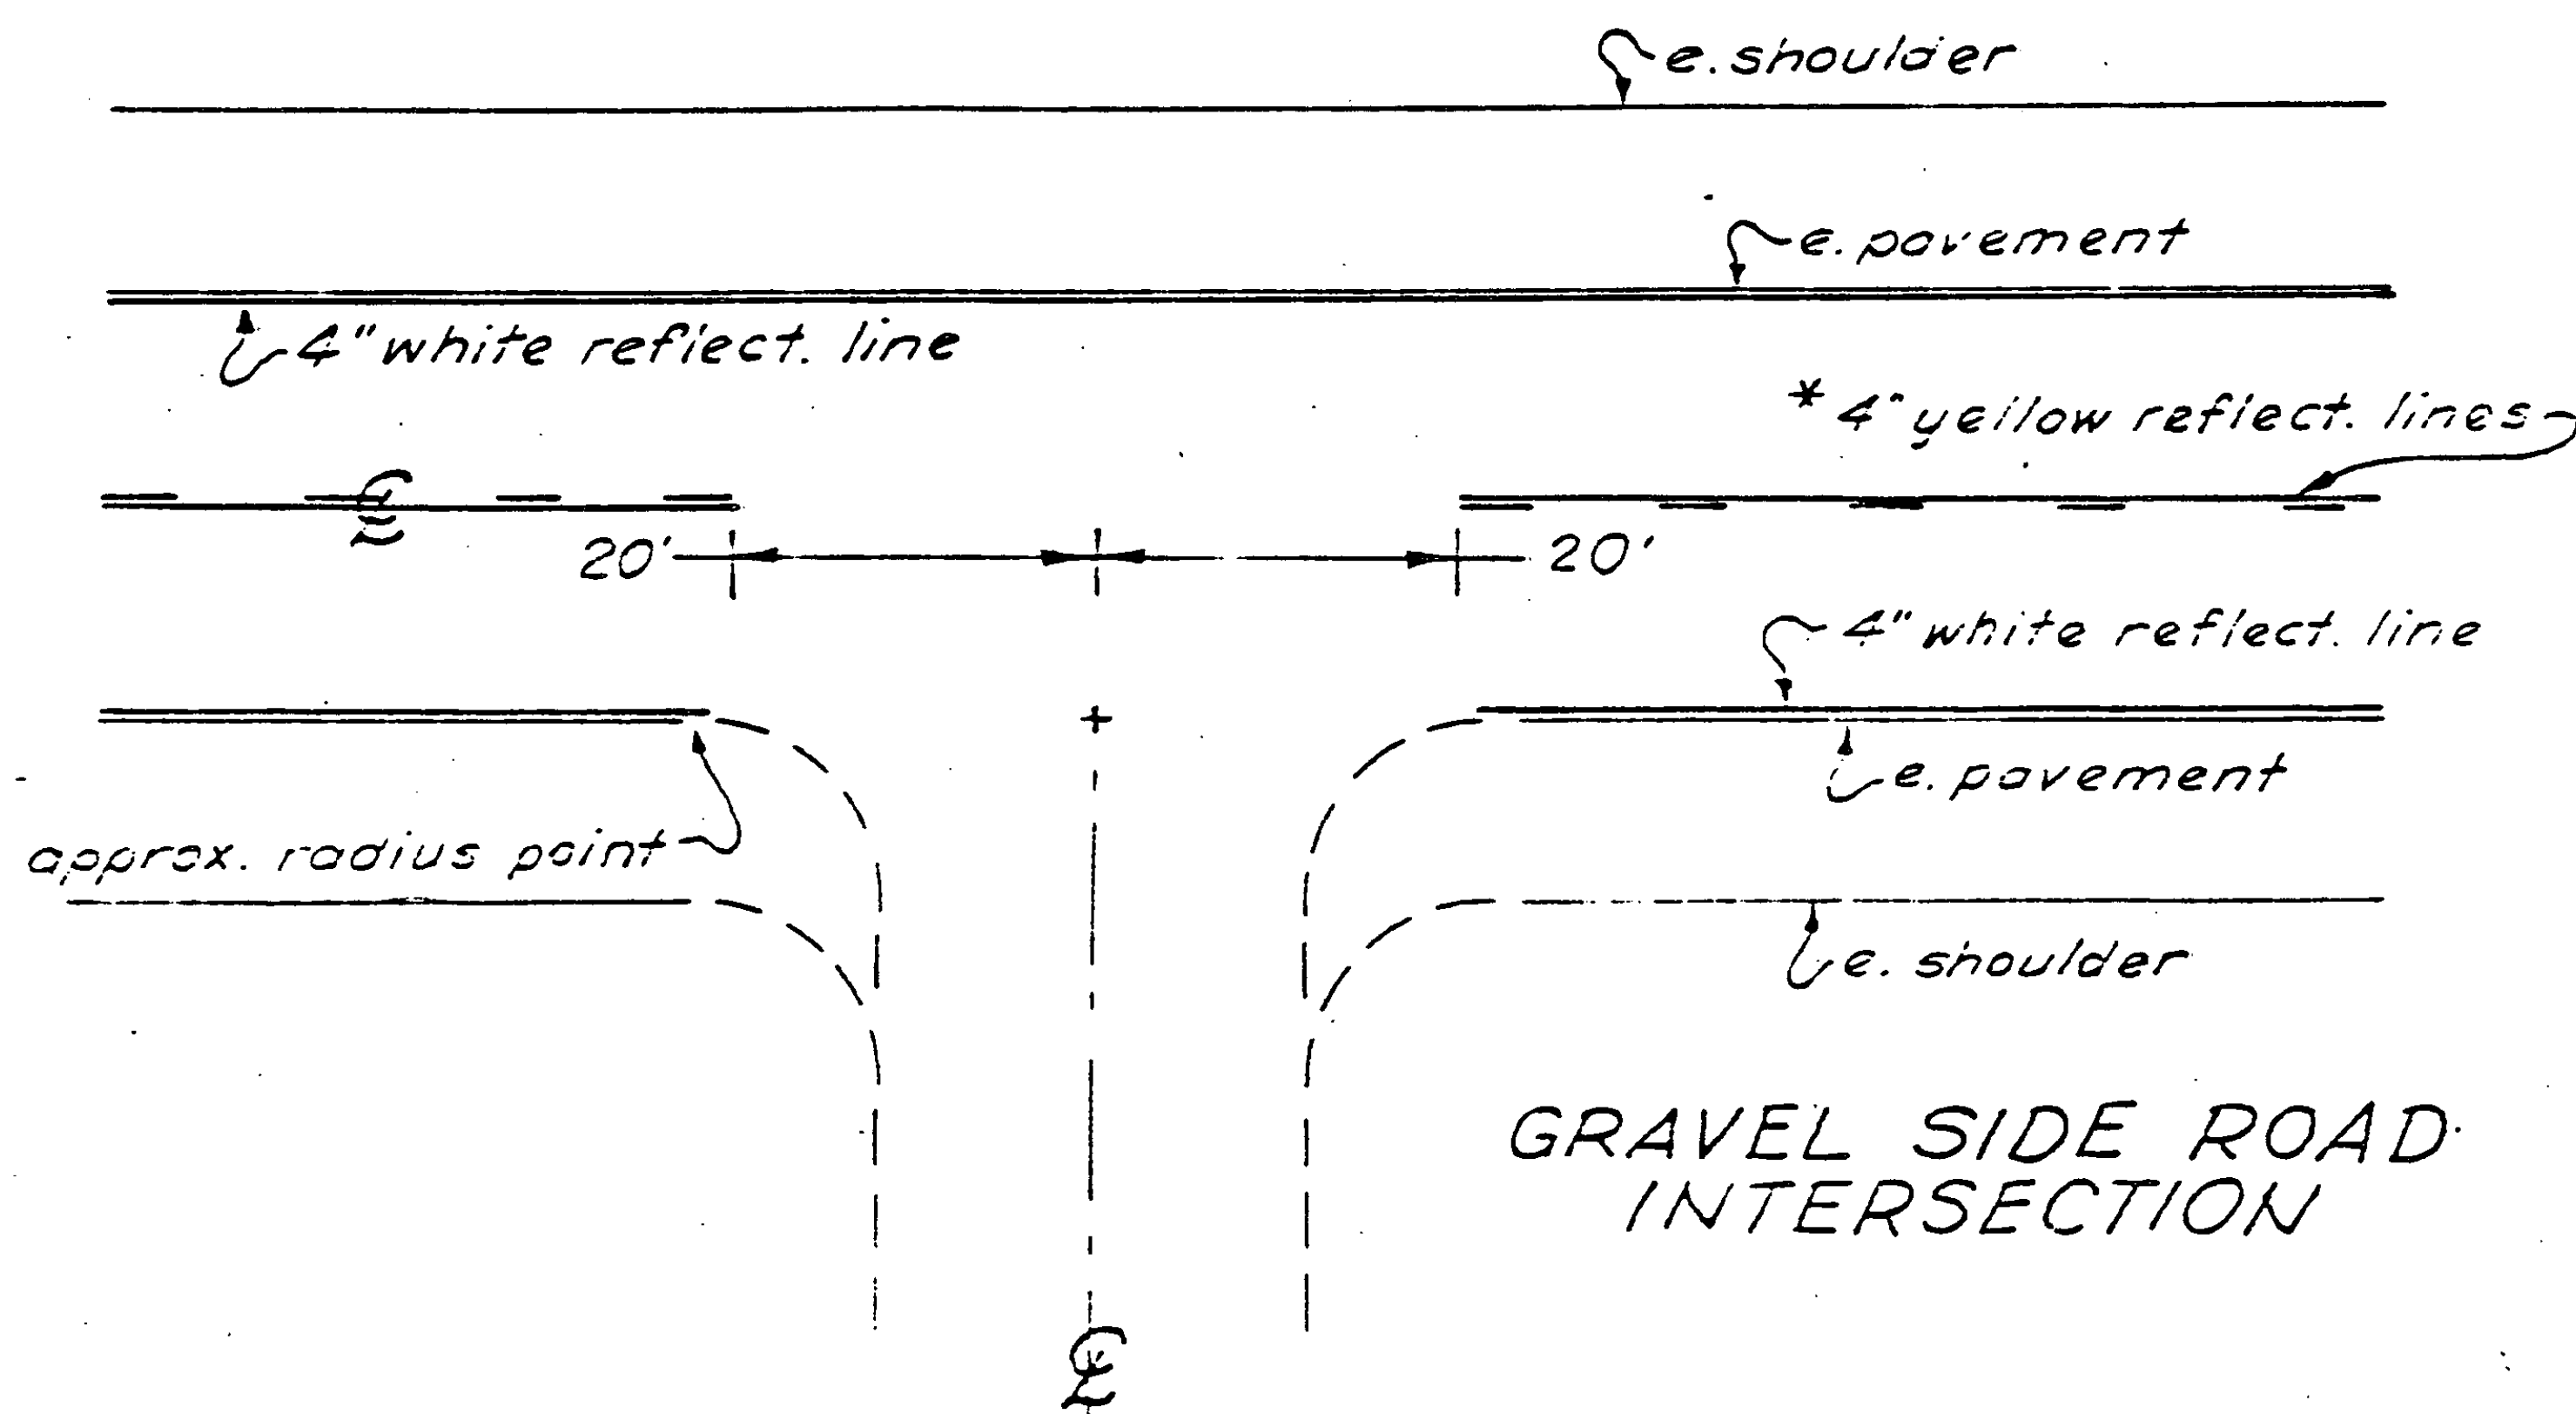 e. shoulder
e. pavement
4" white reflect. line
* 4" yellow reflect. lines
℄
20'
20'
4" white reflect. line
e. pavement
approx. radius point
e. shoulder
GRAVEL SIDE ROAD
INTERSECTION
℄